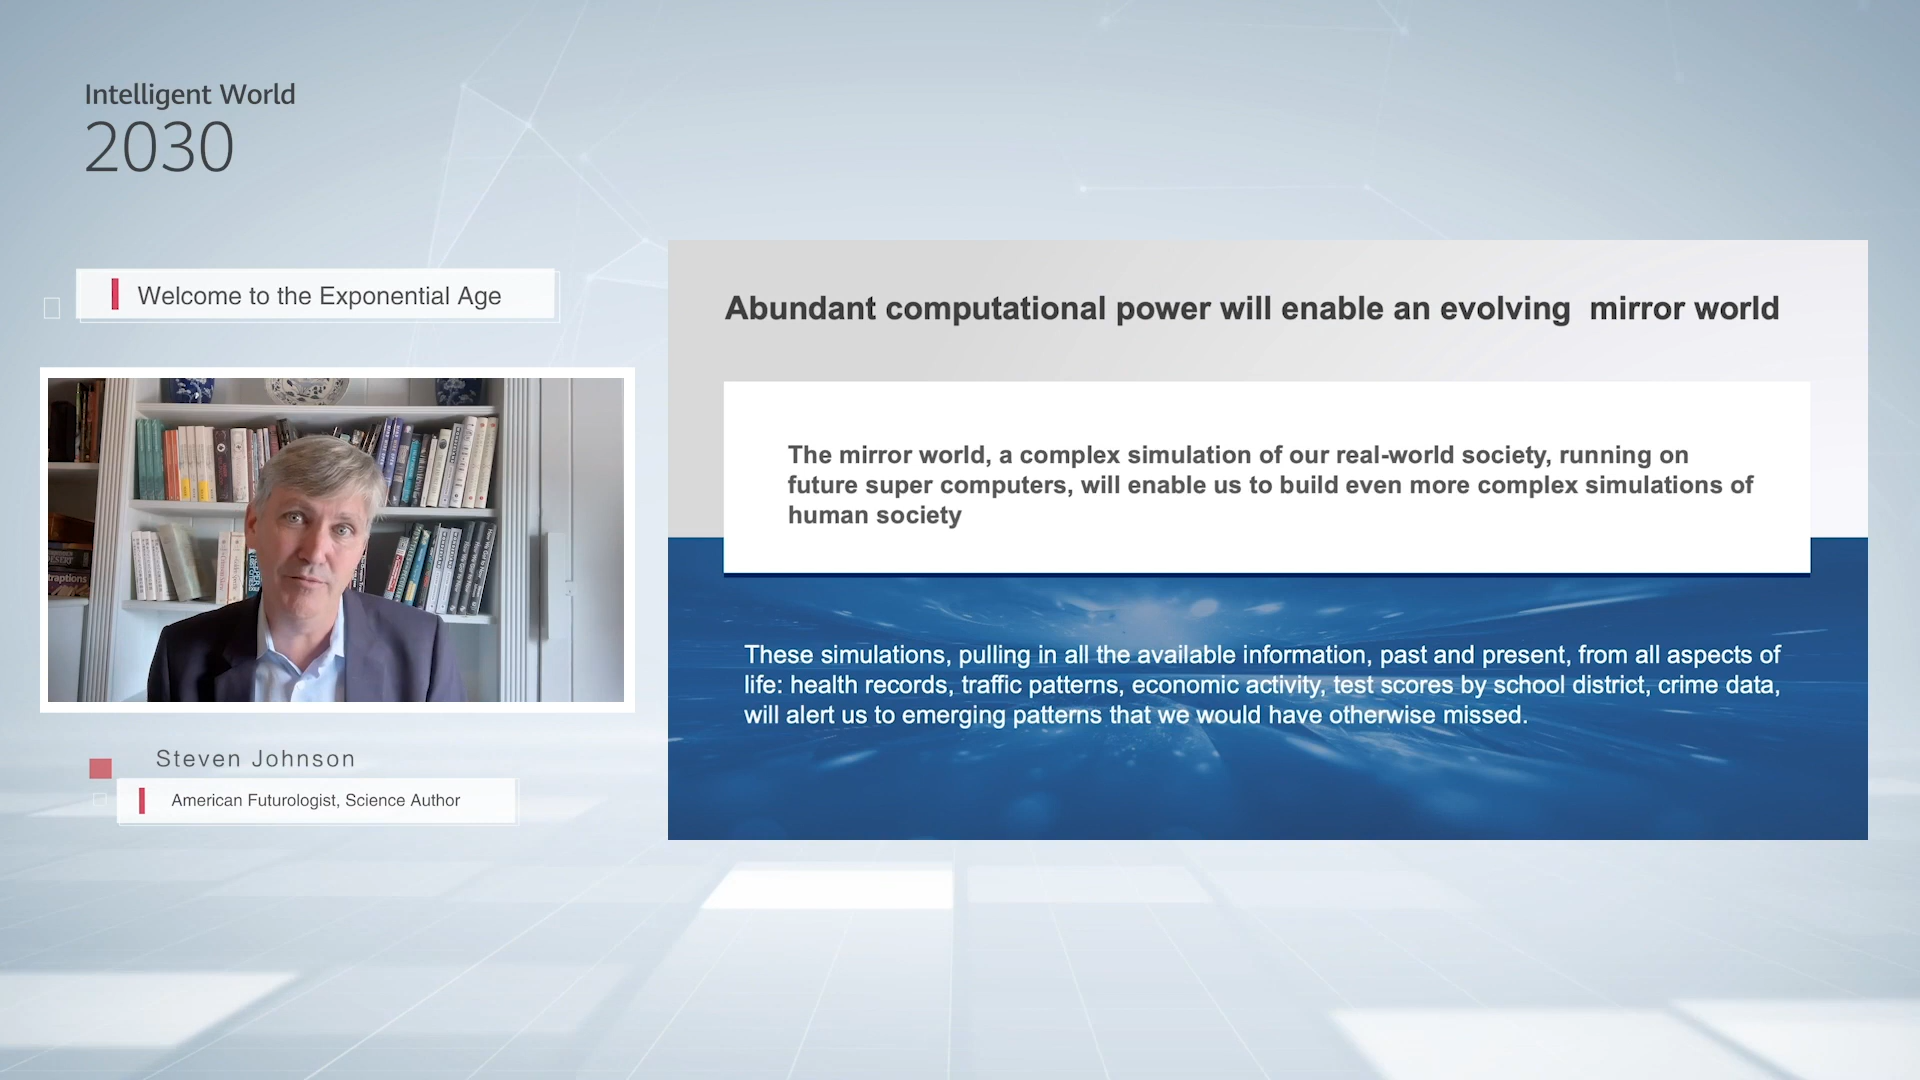 Intelligent World
2030
Welcome to the Exponential Age
Steven Johnson
American Futurologist, Science Author
Abundant computational power will enable an evolving mirror world
The mirror world, a complex simulation of our real-world society, running on
future super computers, will enable us to build even more complex simulations of
human society
These simulations, pulling in all the available information, past and present, from all aspects of
life: health records, traffic patterns, economic activity, test scores by school district, crime data,
will alert us to emerging patterns that we would have otherwise missed.